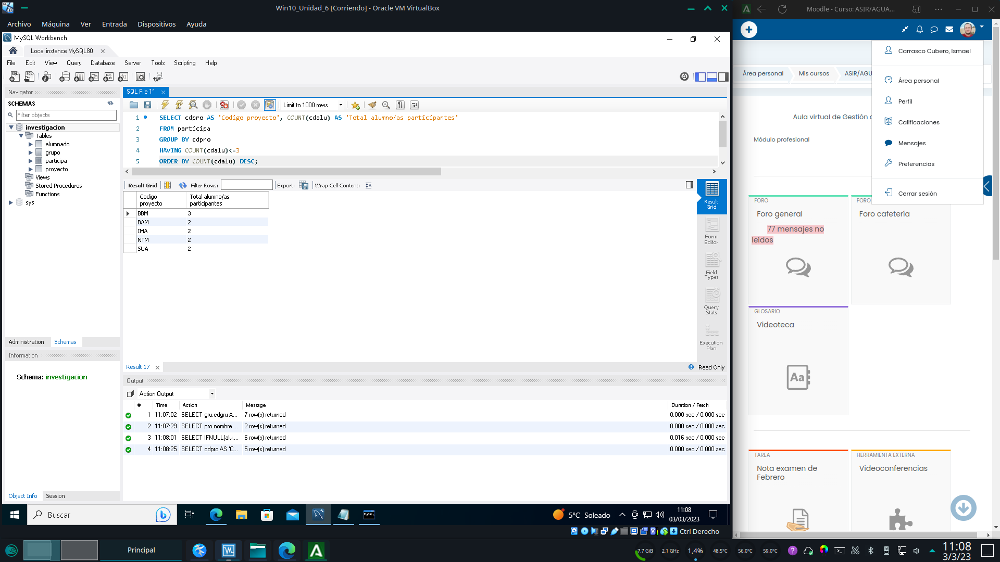 Win10_Unidad_6 [Corriendo] - Oracle VM VirtualBox
Archivo Máquina Ver Entrada Dispositivos Ayuda
MySQL Workbench
Local instance MySQL80
File Edit View Query Database Server Tools Scripting Help
Navigator
SCHEMAS
Filter objects
investigacion
Tables
alumnado
grupo
participa
proyecto
Views
Stored Procedures
Functions
sys
Administration Schemas
Information
Schema: investigacion
Object Info Session
SQL File 1*
Limit to 1000 rows
1 SELECT cdpro AS 'Codigo proyecto', COUNT(cdalu) AS 'Total alumno/as participantes'
2 FROM participa
3 GROUP BY cdpro
4 HAVING COUNT(cdalu)<=3
5 ORDER BY COUNT(cdalu) DESC;
Result Grid Filter Rows: Export: Wrap Cell Content:
Codigo proyecto Total alumno/as participantes
BBM 3
BAM 2
IMA 2
NTM 2
SUA 2
Result Grid
Form Editor
Field Types
Query Stats
Execution Plan
Result 17
Read Only
Output
Action Output
# Time Action Message Duration / Fetch
1 11:07:02 SELECT gru.cdgru A... 7 row(s) returned 0.000 sec / 0.000 sec
2 11:07:29 SELECT pro.nombre ... 2 row(s) returned 0.000 sec / 0.000 sec
3 11:08:01 SELECT IFNULL(alu.... 6 row(s) returned 0.016 sec / 0.000 sec
4 11:08:25 SELECT cdpro AS 'C... 5 row(s) returned 0.000 sec / 0.000 sec
Buscar
5°C Soleado
11:08
03/03/2023
Ctrl Derecho
Moodle - Curso: ASIR/AGUA...
Carrasco Cubero, Ismael
Área personal
Perfil
Calificaciones
Mensajes
Preferencias
Cerrar sesión
Área personal Mis cursos ASIR/AGU
Aula virtual de Gestión
Módulo profesional
FORO
Foro general
77 mensajes no leídos
FORO
Foro cafetería
GLOSARIO
Videoteca
Aa
TAREA
Nota examen de Febrero
HERRAMIENTA EXTERNA
Videoconferencias
Principal
7,7 GiB
2,1 GHz
1,4%
48,5°C
56,0°C
59,0°C
11:08
3/3/23